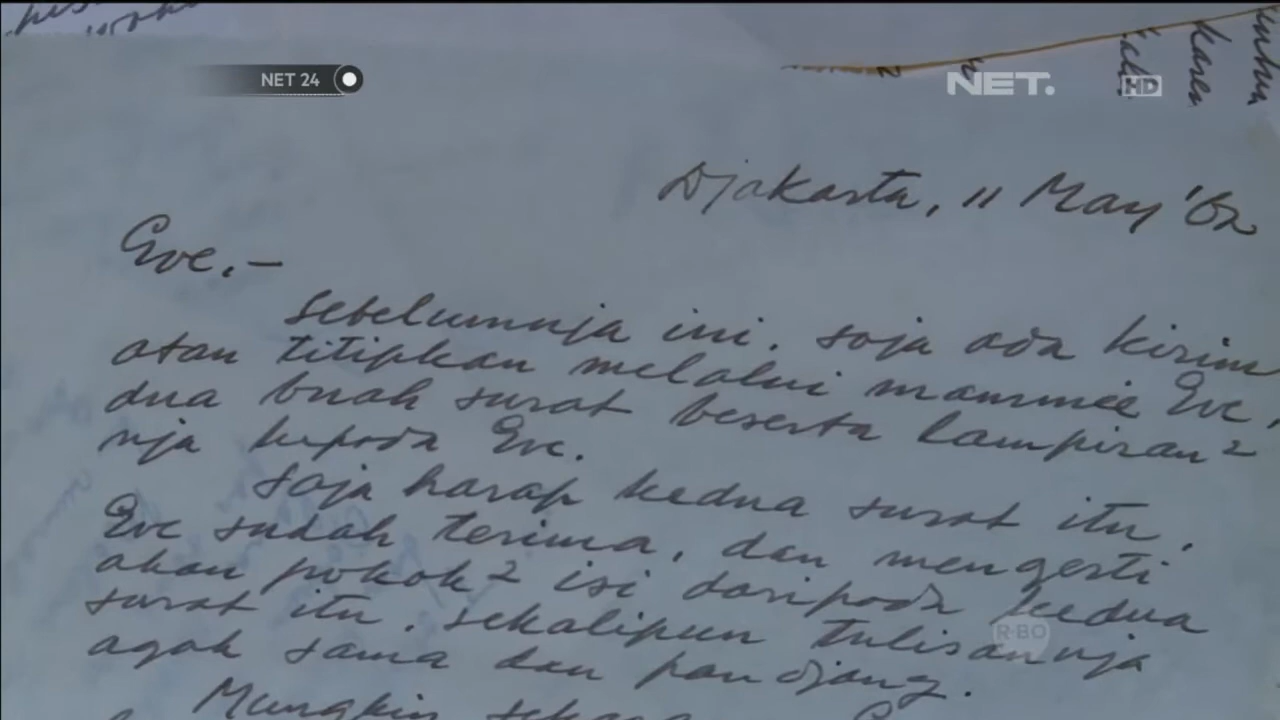 NET 24
NET. HD
Djakarta, 11 May '62
Eve.-
Sebelumnja ini. saja ada kirim
atau titipkan melalui mammie Eve,
dua buah surat beserta lampiran2
nja kepada Eve.
Saja harap kedua surat itu,
Eve sudah terima, dan mengerti
akan pokok2 isi daripada kedua
surat itu, sekalipun tulisannja
agak sama dan pandjang.
Mungkin
R-BO